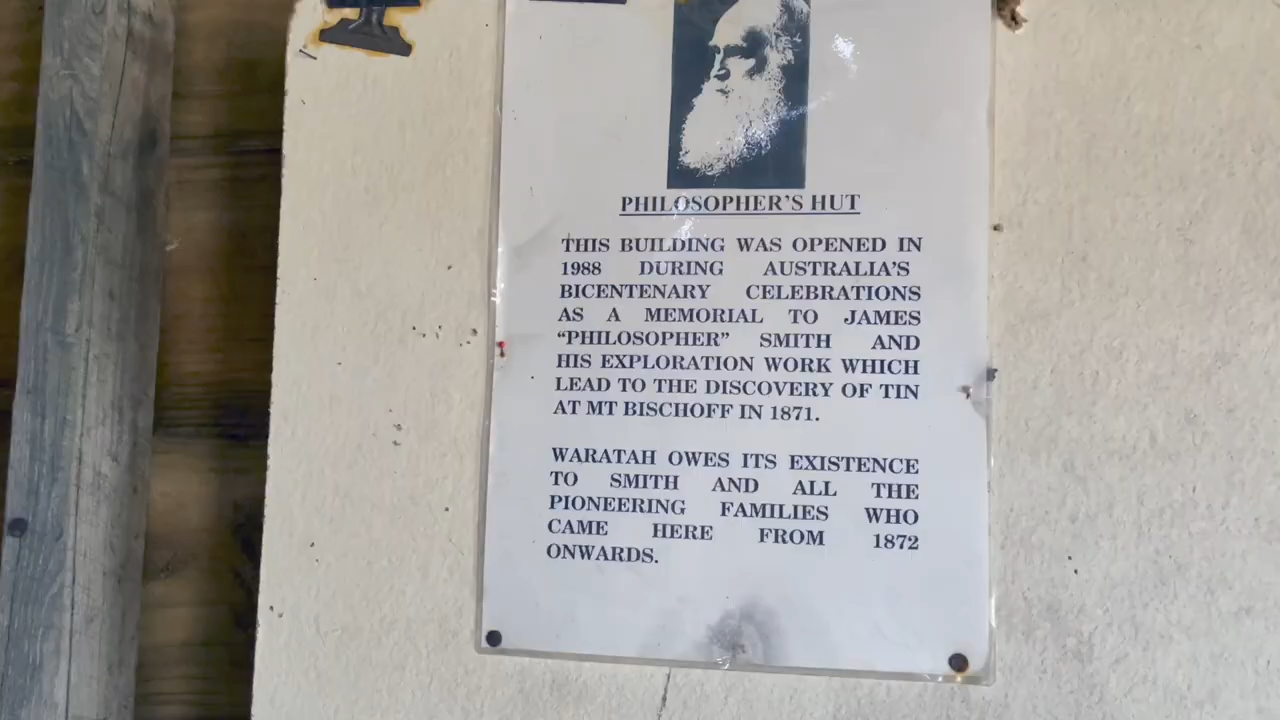 PHILOSOPHER'S HUT
THIS BUILDING WAS OPENED IN
1988 DURING AUSTRALIA'S
BICENTENARY CELEBRATIONS
AS A MEMORIAL TO JAMES
“PHILOSOPHER” SMITH AND
HIS EXPLORATION WORK WHICH
LEAD TO THE DISCOVERY OF TIN
AT MT BISCHOFF IN 1871.
WARATAH OWES ITS EXISTENCE
TO SMITH AND ALL THE
PIONEERING FAMILIES WHO
CAME HERE FROM 1872
ONWARDS.